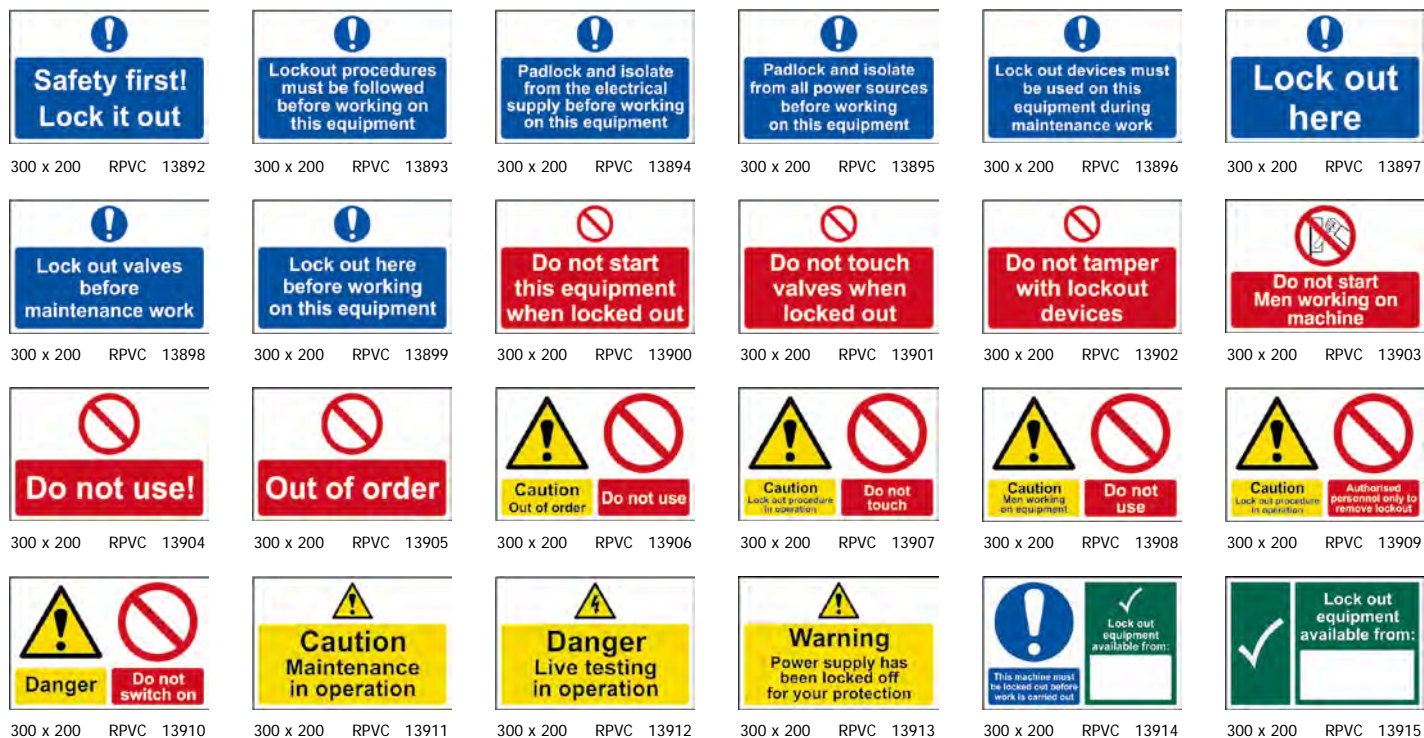 Safety first!
Lock it out
300 x 200 RPVC 13892
Lockout procedures
must be followed
before working on
this equipment
300 x 200 RPVC 13893
Padlock and isolate
from the electrical
supply before working
on this equipment
300 x 200 RPVC 13894
Padlock and isolate
from all power sources
before working
on this equipment
300 x 200 RPVC 13895
Lock out devices must
be used on this
equipment during
maintenance work
300 x 200 RPVC 13896
Lock out
here
300 x 200 RPVC 13897
Lock out valves
before
maintenance work
300 x 200 RPVC 13898
Lock out here
before working
on this equipment
300 x 200 RPVC 13899
Do not start
this equipment
when locked out
300 x 200 RPVC 13900
Do not touch
valves when
locked out
300 x 200 RPVC 13901
Do not tamper
with lockout
devices
300 x 200 RPVC 13902
Do not start
Men working on
machine
300 x 200 RPVC 13903
Do not use!
300 x 200 RPVC 13904
Out of order
300 x 200 RPVC 13905
Caution
Out of order
Do not use
300 x 200 RPVC 13906
Caution
Lock out procedure
in operation
Do not
touch
300 x 200 RPVC 13907
Caution
Men working
on equipment
Do not
use
300 x 200 RPVC 13908
Caution
Lock out procedure
in operation
Authorised
personnel only to
remove lockout
300 x 200 RPVC 13909
Danger
Do not
switch on
300 x 200 RPVC 13910
Caution
Maintenance
in operation
300 x 200 RPVC 13911
Danger
Live testing
in operation
300 x 200 RPVC 13912
Warning
Power supply has
been locked off
for your protection
300 x 200 RPVC 13913
This machine must
be locked out before
work is carried out
Lock out
equipment
available from:
300 x 200 RPVC 13914
Lock out
equipment
available from:
300 x 200 RPVC 13915